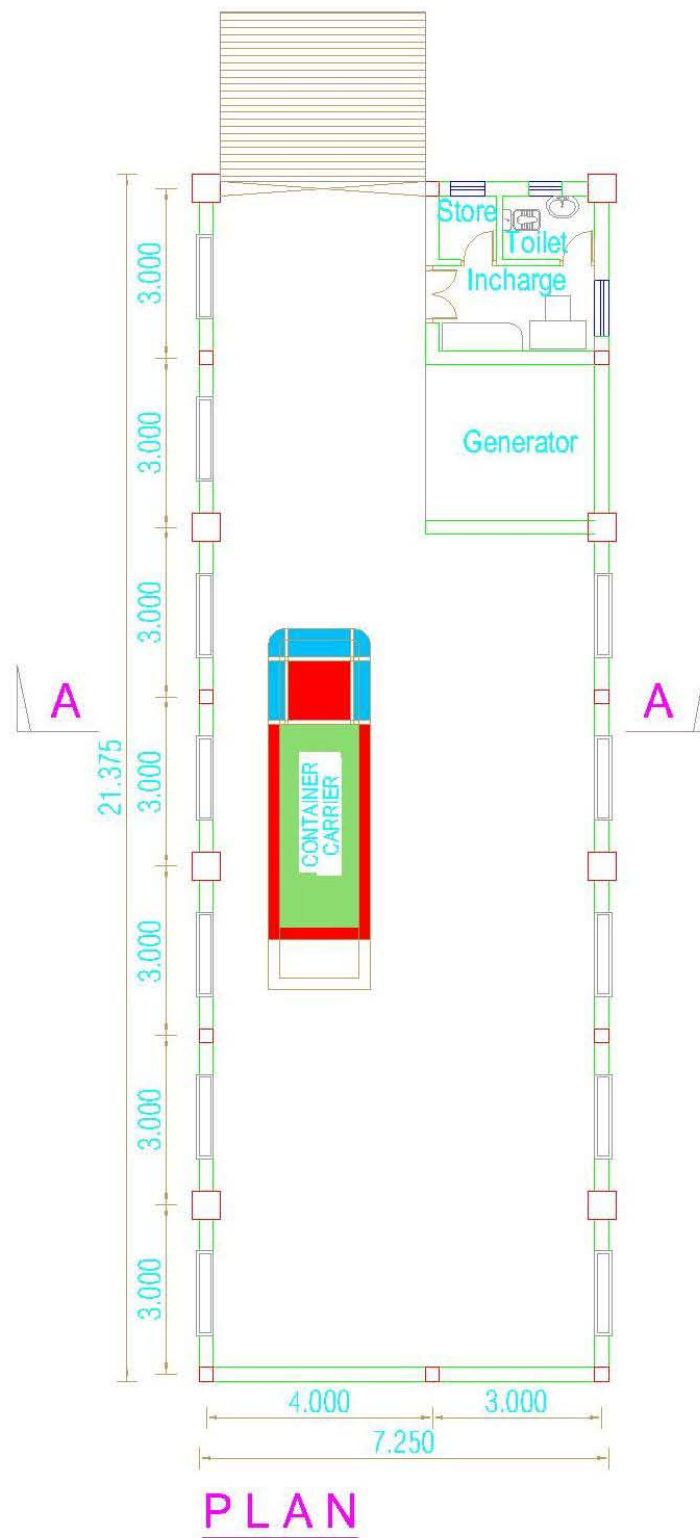 Store
Toilet
Incharge
Generator
3.000
3.000
3.000
3.000
3.000
3.000
3.000
21.375
A
A
CONTAINER
CARRIER
4.000
3.000
7.250
PLAN